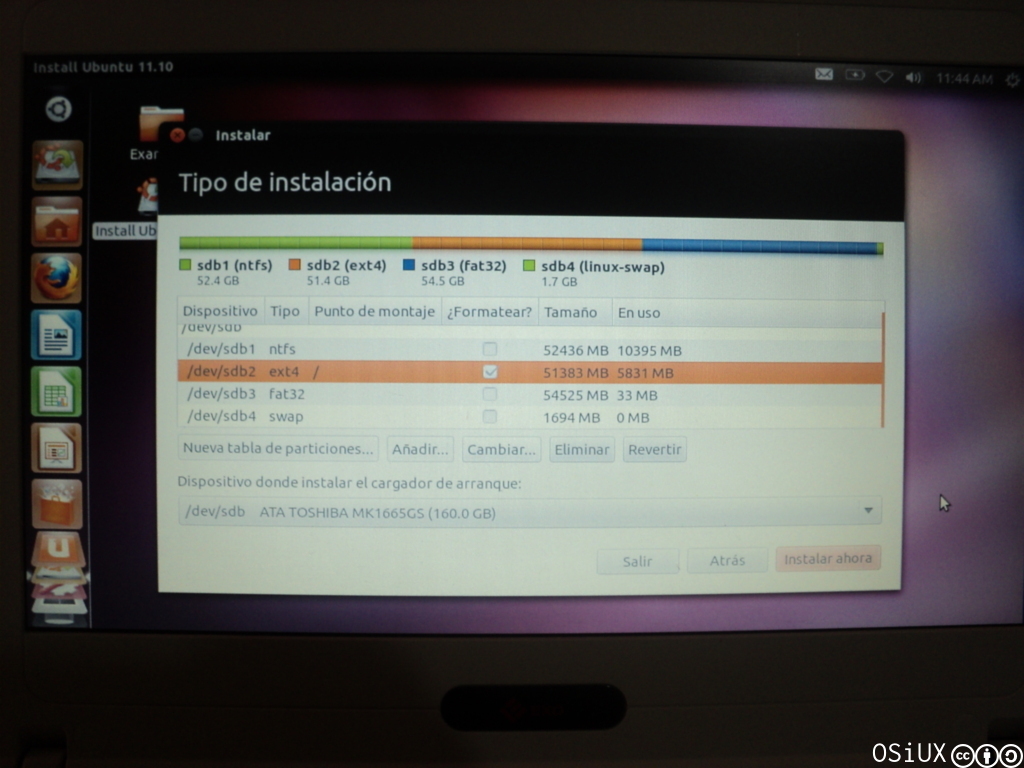 Install Ubuntu 11.10
11:44 AM
Exam
Instalar
Install Ub
Tipo de instalación
sdb1 (ntfs) sdb2 (ext4) sdb3 (fat32) sdb4 (linux-swap)
52.4 GB 51.4 GB 54.5 GB 1.7 GB
Dispositivo Tipo Punto de montaje ¿Formatear? Tamaño En uso
/dev/sdb
/dev/sdb1 ntfs 52436 MB 10395 MB
/dev/sdb2 ext4 / 51383 MB 5831 MB
/dev/sdb3 fat32 54525 MB 33 MB
/dev/sdb4 swap 1694 MB 0 MB
Nueva tabla de particiones... Añadir... Cambiar... Eliminar Revertir
Dispositivo donde instalar el cargador de arranque:
/dev/sdb ATA TOSHIBA MK1665GS (160.0 GB)
Salir Atrás Instalar ahora
OSiUX